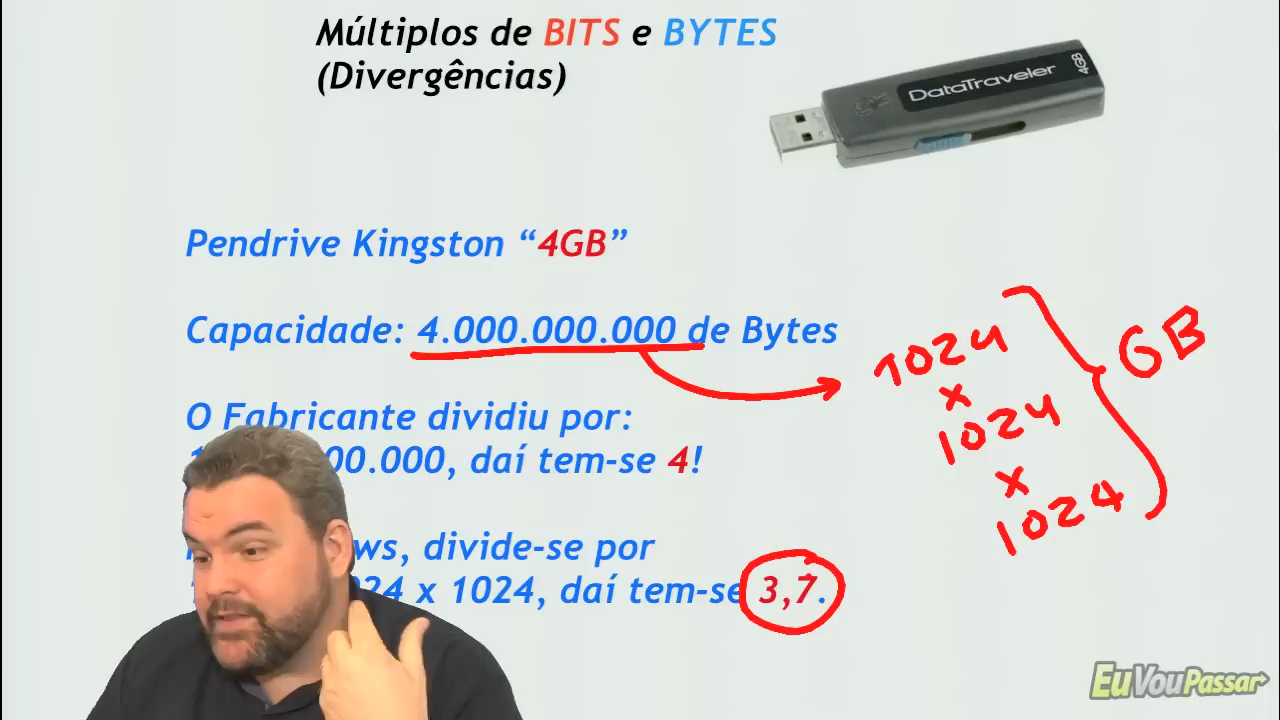 Múltiplos de BITS e BYTES
(Divergências)
DataTraveler 4GB
Pendrive Kingston “4GB”
Capacidade: 4.000.000.000 de Bytes
1024
x
1024
x
1024
GB
O Fabricante dividiu por:
00.000, daí tem-se 4!
ws, divide-se por
24 x 1024, daí tem-se 3,7.
EuVouPassar